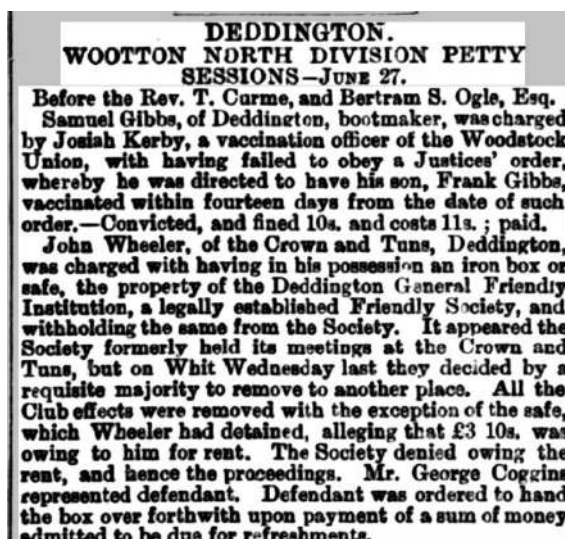 DEDDINGTON.
WOOTTON NORTH DIVISION PETTY
SESSIONS—JUNE 27.
Before the Rev. T. Curme, and Bertram S. Ogle, Esq.
Samuel Gibbs, of Deddington, bootmaker, was charged
by Josiah Kerby, a vaccination officer of the Woodstock
Union, with having failed to obey a Justices' order,
whereby he was directed to have his son, Frank Gibbs,
vaccinated within fourteen days from the date of such
order.—Convicted, and fined 10s. and costs 11s. ; paid.
John Wheeler, of the Crown and Tuns, Deddington,
was charged with having in his possession an iron box or
safe, the property of the Deddington General Friendly
Institution, a legally established Friendly Society, and
withholding the same from the Society. It appeared the
Society formerly held its meetings at the Crown and
Tuns, but on Whit Wednesday last they decided by a
requisite majority to remove to another place. All the
Club effects were removed with the exception of the safe,
which Wheeler had detained, alleging that £3 10s. was
owing to him for rent. The Society denied owing the
rent, and hence the proceedings. Mr. George Coggins
represented defendant. Defendant was ordered to hand
the box over forthwith upon payment of a sum of money
admitted to be due for refreshments.